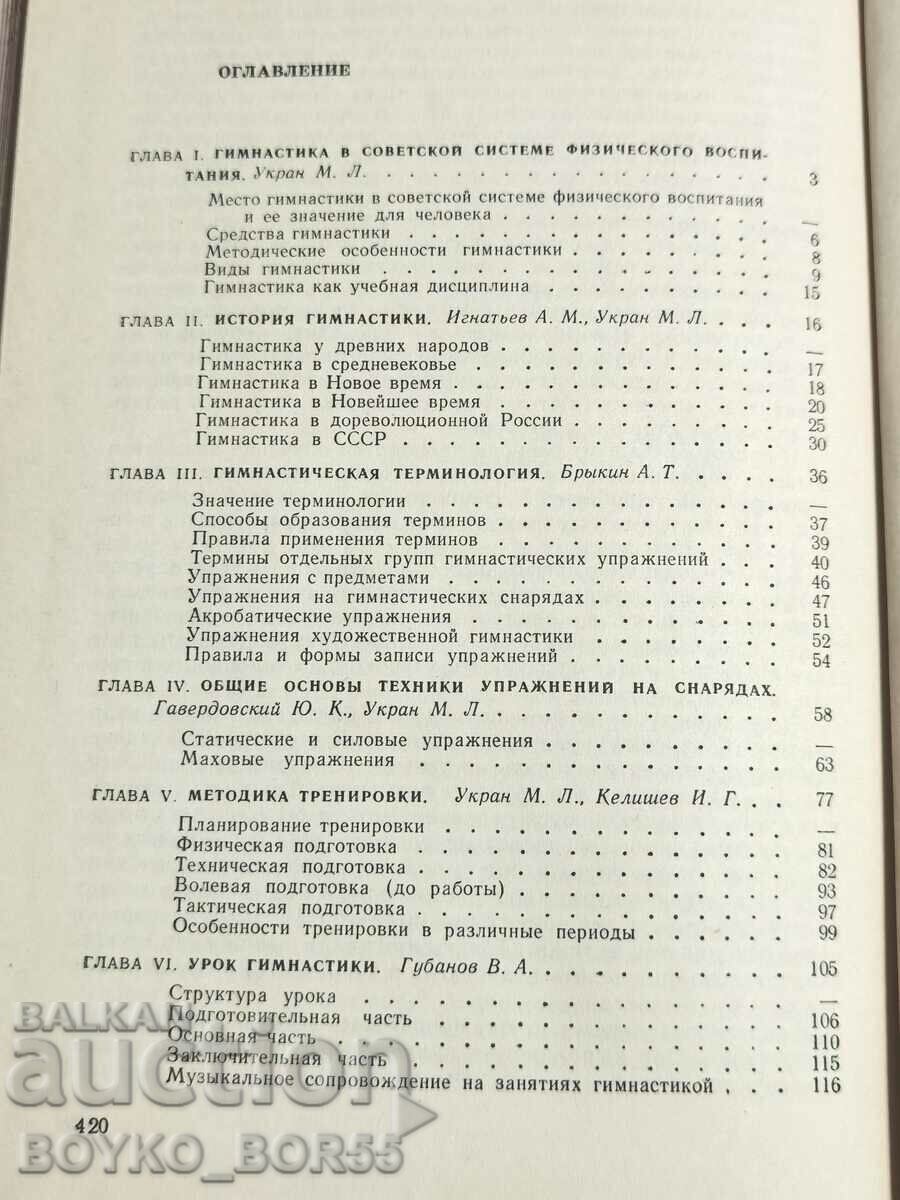 ОГЛАВЛЕНИЕ
ГЛАВА I. ГИМНАСТИКА В СОВЕТСКОЙ СИСТЕМЕ ФИЗИЧЕСКОГО ВОСПИ-
ТАНИЯ. Укран М. Л. . . . . . . . . . . . . . . . 3
Место гимнастики в советской системе физического воспитания
и ее значение для человека . . . . . . . . . . . . —
Средства гимнастики . . . . . . . . . . . . . . . 6
Методические особенности гимнастики . . . . . . . . . 8
Виды гимнастики . . . . . . . . . . . . . . . . 9
Гимнастика как учебная дисциплина . . . . . . . . . . 15
ГЛАВА II. ИСТОРИЯ ГИМНАСТИКИ. Игнатьев А. М., Укран М. Л. . . . 16
Гимнастика у древних народов . . . . . . . . . . . . —
Гимнастика в средневековье . . . . . . . . . . . . . 17
Гимнастика в Новое время . . . . . . . . . . . . . . 18
Гимнастика в Новейшее время . . . . . . . . . . . . 20
Гимнастика в дореволюционной России . . . . . . . . . 25
Гимнастика в СССР . . . . . . . . . . . . . . . 30
ГЛАВА III. ГИМНАСТИЧЕСКАЯ ТЕРМИНОЛОГИЯ. Брыкин А. Т. . . . . 36
Значение терминологии . . . . . . . . . . . . . . —
Способы образования терминов . . . . . . . . . . . . 37
Правила применения терминов . . . . . . . . . . . . 39
Термины отдельных групп гимнастических упражнений . . . . 40
Упражнения с предметами . . . . . . . . . . . . . . 46
Упражнения на гимнастических снарядах . . . . . . . . 47
Акробатические упражнения . . . . . . . . . . . . . 51
Упражнения художественной гимнастики . . . . . . . . 52
Правила и формы записи упражнений . . . . . . . . . 54
ГЛАВА IV. ОБЩИЕ ОСНОВЫ ТЕХНИКИ УПРАЖНЕНИЙ НА СНАРЯДАХ.
Гавердовский Ю. К., Укран М. Л. . . . . . . . . . . . . 58
Статические и силовые упражнения . . . . . . . . . . —
Маховые упражнения . . . . . . . . . . . . . . . 63
ГЛАВА V. МЕТОДИКА ТРЕНИРОВКИ. Укран М. Л., Келишев И. Г. . . 77
Планирование тренировки . . . . . . . . . . . . . . —
Физическая подготовка . . . . . . . . . . . . . . . 81
Техническая подготовка . . . . . . . . . . . . . . . 82
Волевая подготовка (до работы) . . . . . . . . . . . 93
Тактическая подготовка . . . . . . . . . . . . . . . 97
Особенности тренировки в различные периоды . . . . . . 99
ГЛАВА VI. УРОК ГИМНАСТИКИ. Губанов В. А. . . . . . . . . . 105
Структура урока . . . . . . . . . . . . . . . . . —
Подготовительная часть . . . . . . . . . . . . . . 106
Основная часть . . . . . . . . . . . . . . . . . 110
Заключительная часть . . . . . . . . . . . . . . . 115
Музыкальное сопровождение на занятиях гимнастикой . . . 116
420
BALKAN
auction
BOYKO_BOR55